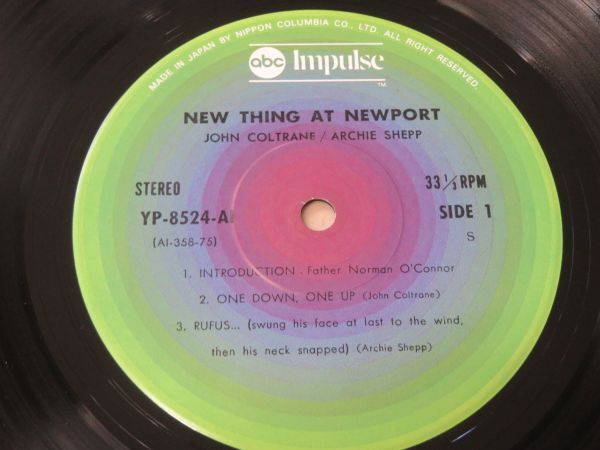 MADE IN JAPAN BY NIPPON COLUMBIA CO., LTD. ALL RIGHT RESERVED.
abc Impulse
TM
NEW THING AT NEWPORT
JOHN COLTRANE / ARCHIE SHEPP
STEREO 33 1/3 RPM
YP-8524-AI SIDE 1
(AI-358-75) S
1. INTRODUCTION - Father Norman O'Connor
2. ONE DOWN, ONE UP (John Coltrane)
3. RUFUS... (swung his face at last to the wind,
then his neck snapped) (Archie Shepp)